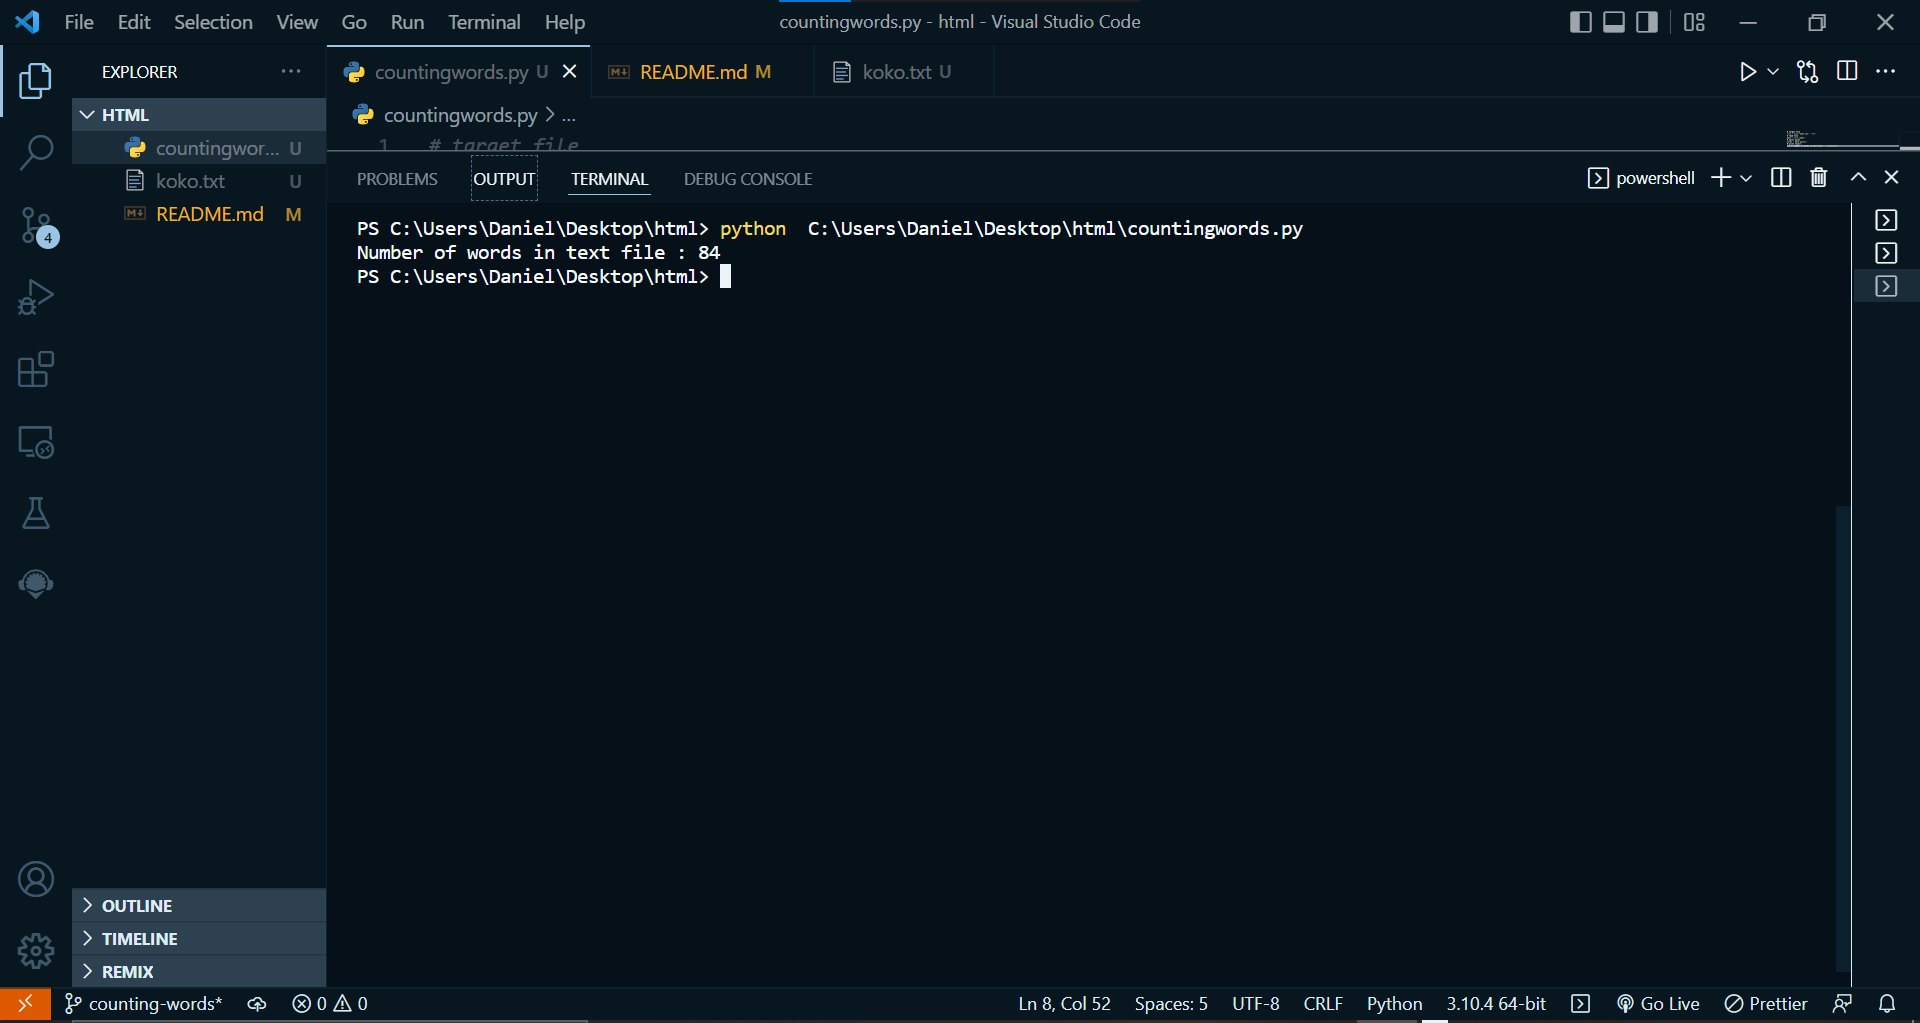 File Edit Selection View Go Run Terminal Help
countingwords.py - html - Visual Studio Code
EXPLORER
HTML
countingwor... U
koko.txt U
README.md M
countingwords.py U
README.md M
koko.txt U
countingwords.py > ...
1 # target file
PROBLEMS OUTPUT TERMINAL DEBUG CONSOLE
powershell
PS C:\Users\Daniel\Desktop\html> python  C:\Users\Daniel\Desktop\html\countingwords.py
Number of words in text file : 84
PS C:\Users\Daniel\Desktop\html>
4
OUTLINE
TIMELINE
REMIX
counting-words* 0 0 Ln 8, Col 52 Spaces: 5 UTF-8 CRLF Python 3.10.4 64-bit Go Live Prettier